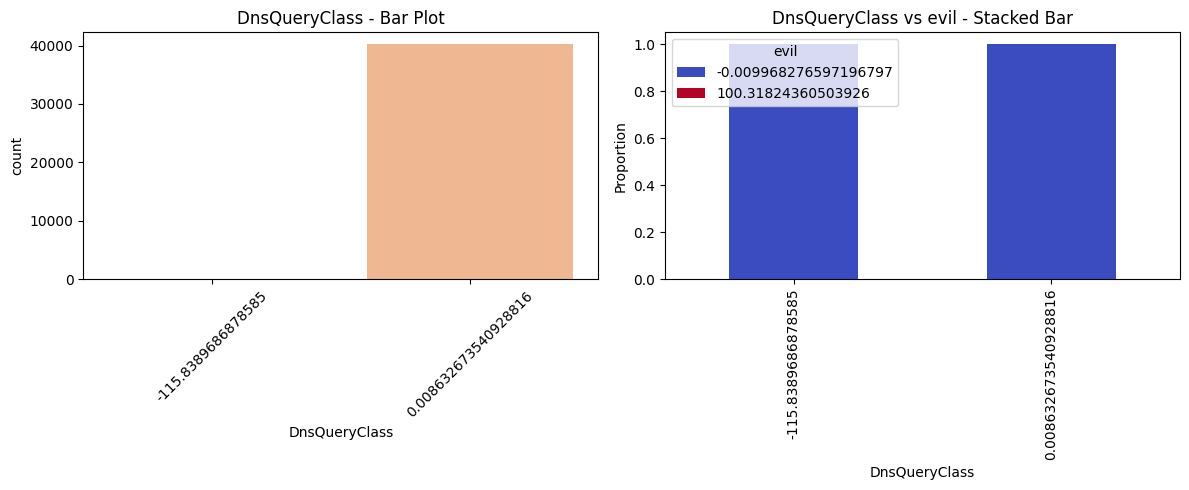 DnsQueryClass - Bar Plot
count
40000
30000
20000
10000
0
-115.8389686878585
0.008632673540928816
DnsQueryClass
DnsQueryClass vs evil - Stacked Bar
Proportion
1.0
0.8
0.6
0.4
0.2
0.0
evil
-0.009968276597196797
100.31824360503926
-115.8389686878585
0.008632673540928816
DnsQueryClass